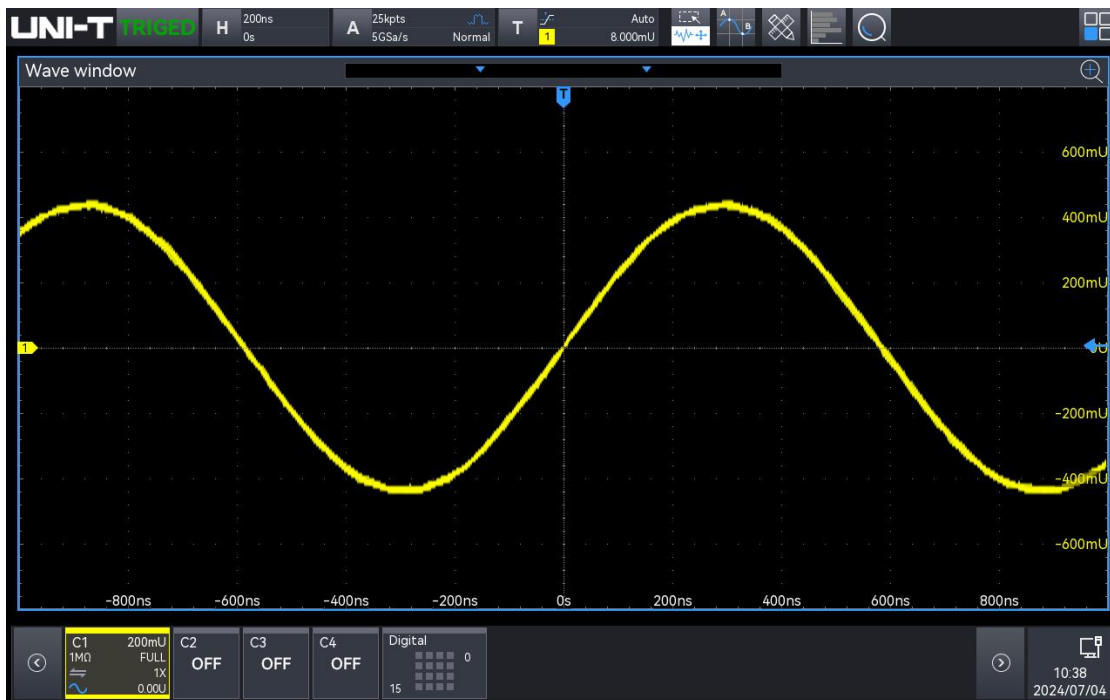 UNI-T TRIGED H 200ns 0s A 25kpts 5GSa/s Normal T 1 Auto 8.000mU A B
Wave window
T
600mU
400mU
200mU
1 0U
-200mU
-400mU
-600mU
-800ns -600ns -400ns -200ns 0s 200ns 400ns 600ns 800ns
C1 200mU
1MΩ FULL
1X
0.00U
C2
OFF
C3
OFF
C4
OFF
Digital
0
15
10:38
2024/07/04